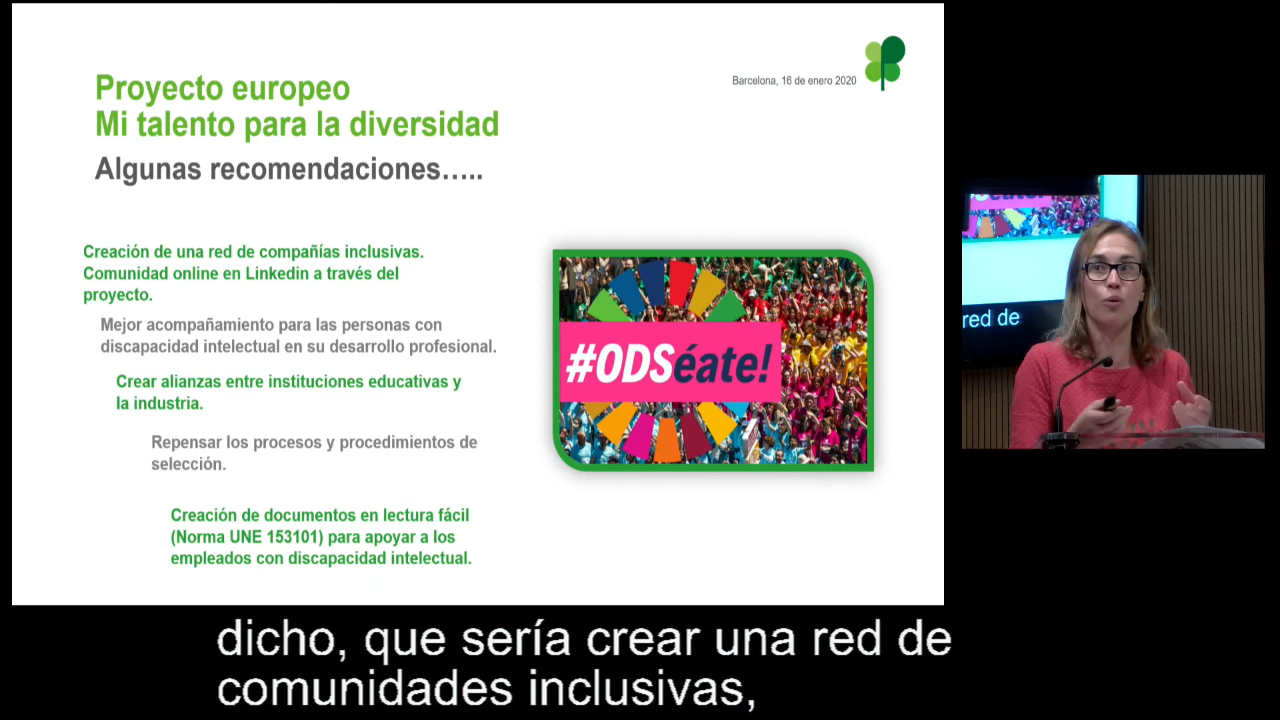 Proyecto europeo
Mi talento para la diversidad
Algunas recomendaciones…..
Barcelona, 16 de enero 2020
Creación de una red de compañías inclusivas.
Comunidad online en Linkedin a través del
proyecto.
Mejor acompañamiento para las personas con
discapacidad intelectual en su desarrollo profesional.
Crear alianzas entre instituciones educativas y
la industria.
Repensar los procesos y procedimientos de
selección.
Creación de documentos en lectura fácil
(Norma UNE 153101) para apoyar a los
empleados con discapacidad intelectual.
#ODSéate!
red de
dicho, que sería crear una red de
comunidades inclusivas,